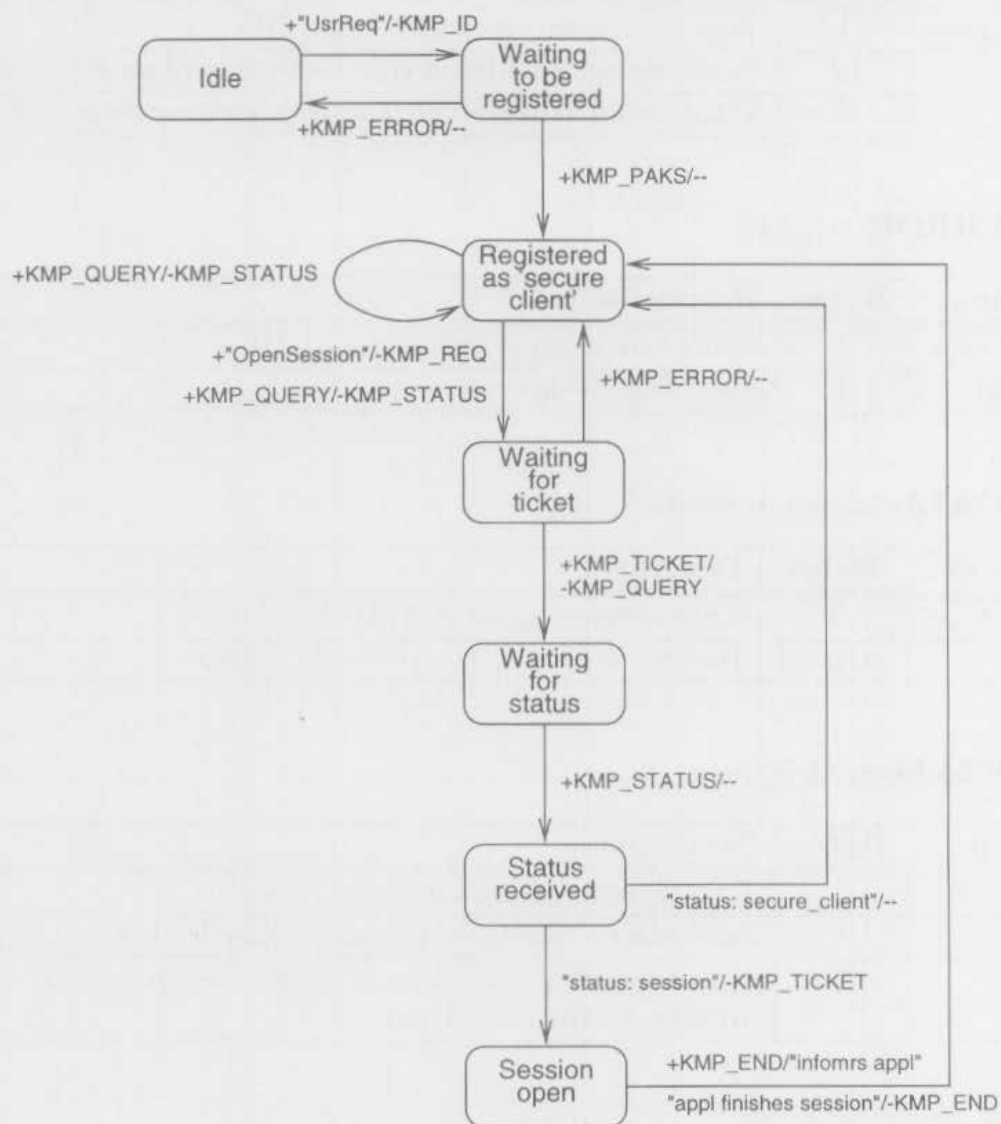 +"UsrReq"/-KMP_ID
Idle
Waiting
to be
registered
+KMP_ERROR/--
+KMP_PAKS/--
Registered
as 'secure
client'
+KMP_QUERY/-KMP_STATUS
+"OpenSession"/-KMP_REQ
+KMP_QUERY/-KMP_STATUS
+KMP_ERROR/--
Waiting
for
ticket
+KMP_TICKET/
-KMP_QUERY
Waiting
for
status
+KMP_STATUS/--
Status
received
"status: secure_client"/--
"status: session"/-KMP_TICKET
Session
open
+KMP_END/"infomrs appl"
"appl finishes session"/-KMP_END